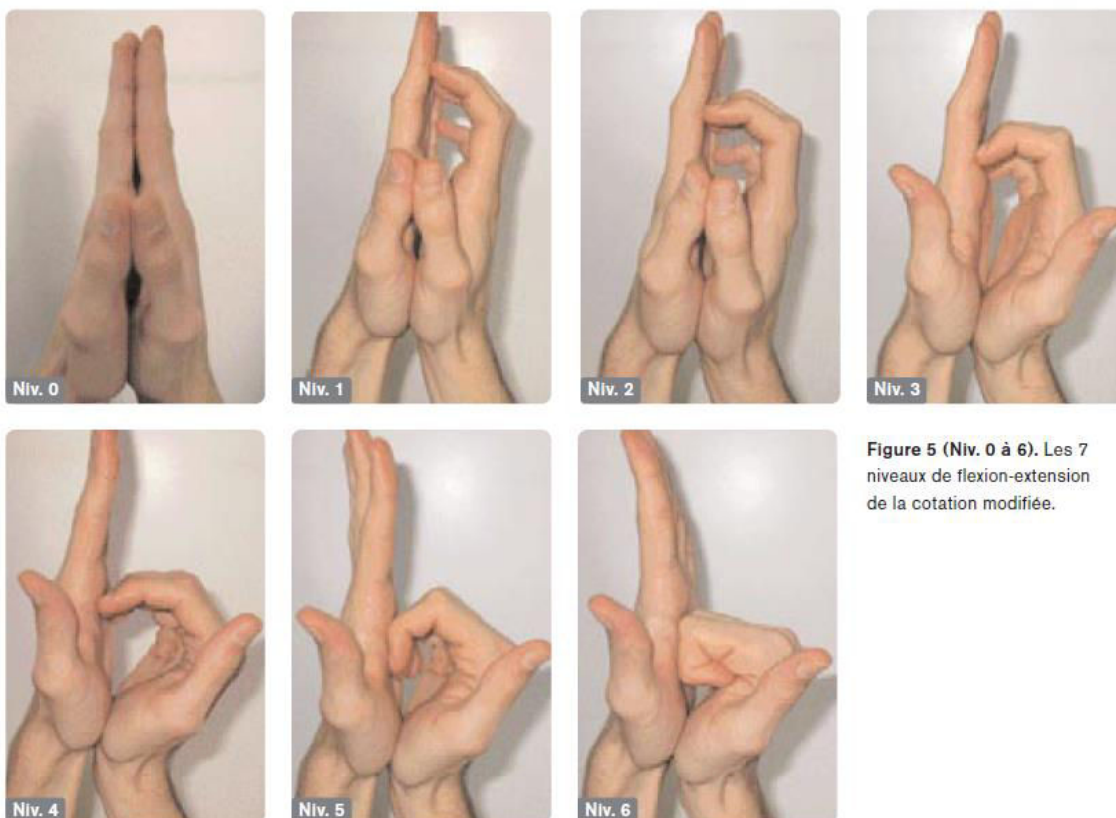 Niv. 0
Niv. 1
Niv. 2
Niv. 3
Figure 5 (Niv. 0 à 6). Les 7
niveaux de flexion-extension
de la cotation modifiée.
Niv. 4
Niv. 5
Niv. 6